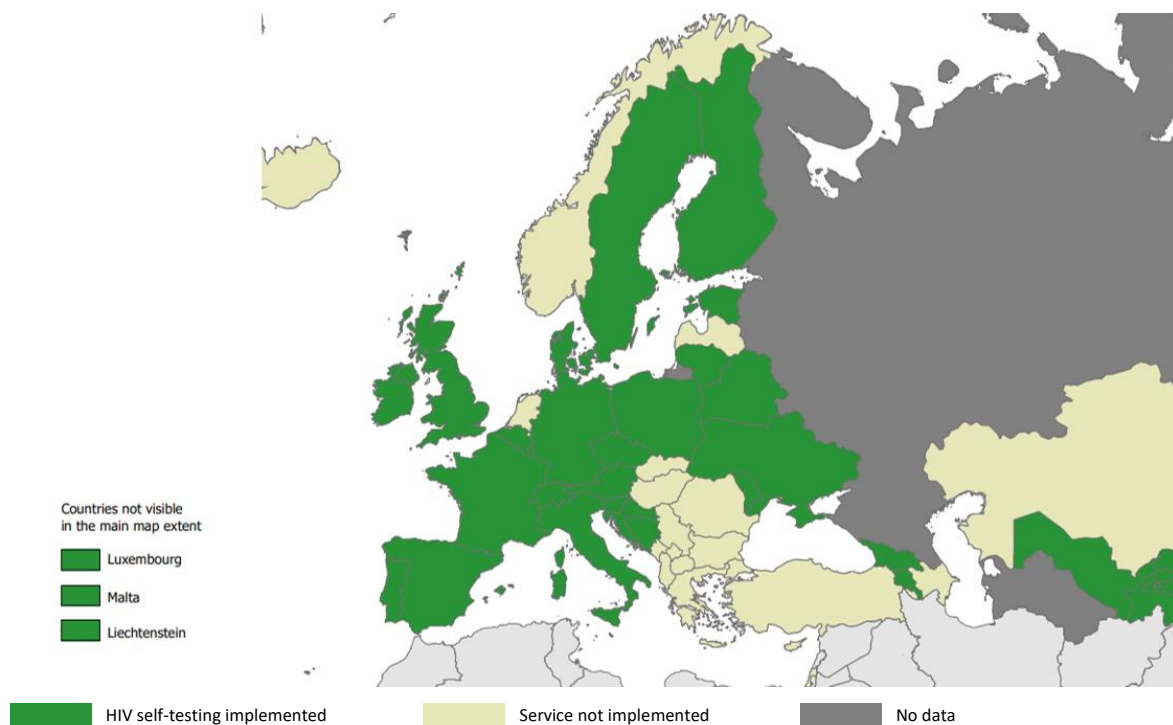 Countries not visible
in the main map extent
Luxembourg
Malta
Liechtenstein
HIV self-testing implemented
Service not implemented
No data